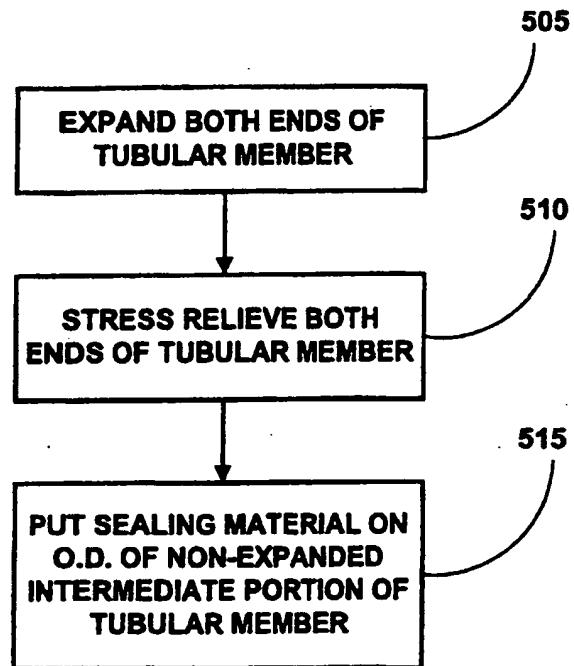 505
EXPAND BOTH ENDS OF
TUBULAR MEMBER
510
STRESS RELIEVE BOTH
ENDS OF TUBULAR MEMBER
515
PUT SEALING MATERIAL ON
O.D. OF NON-EXPANDED
INTERMEDIATE PORTION OF
TUBULAR MEMBER